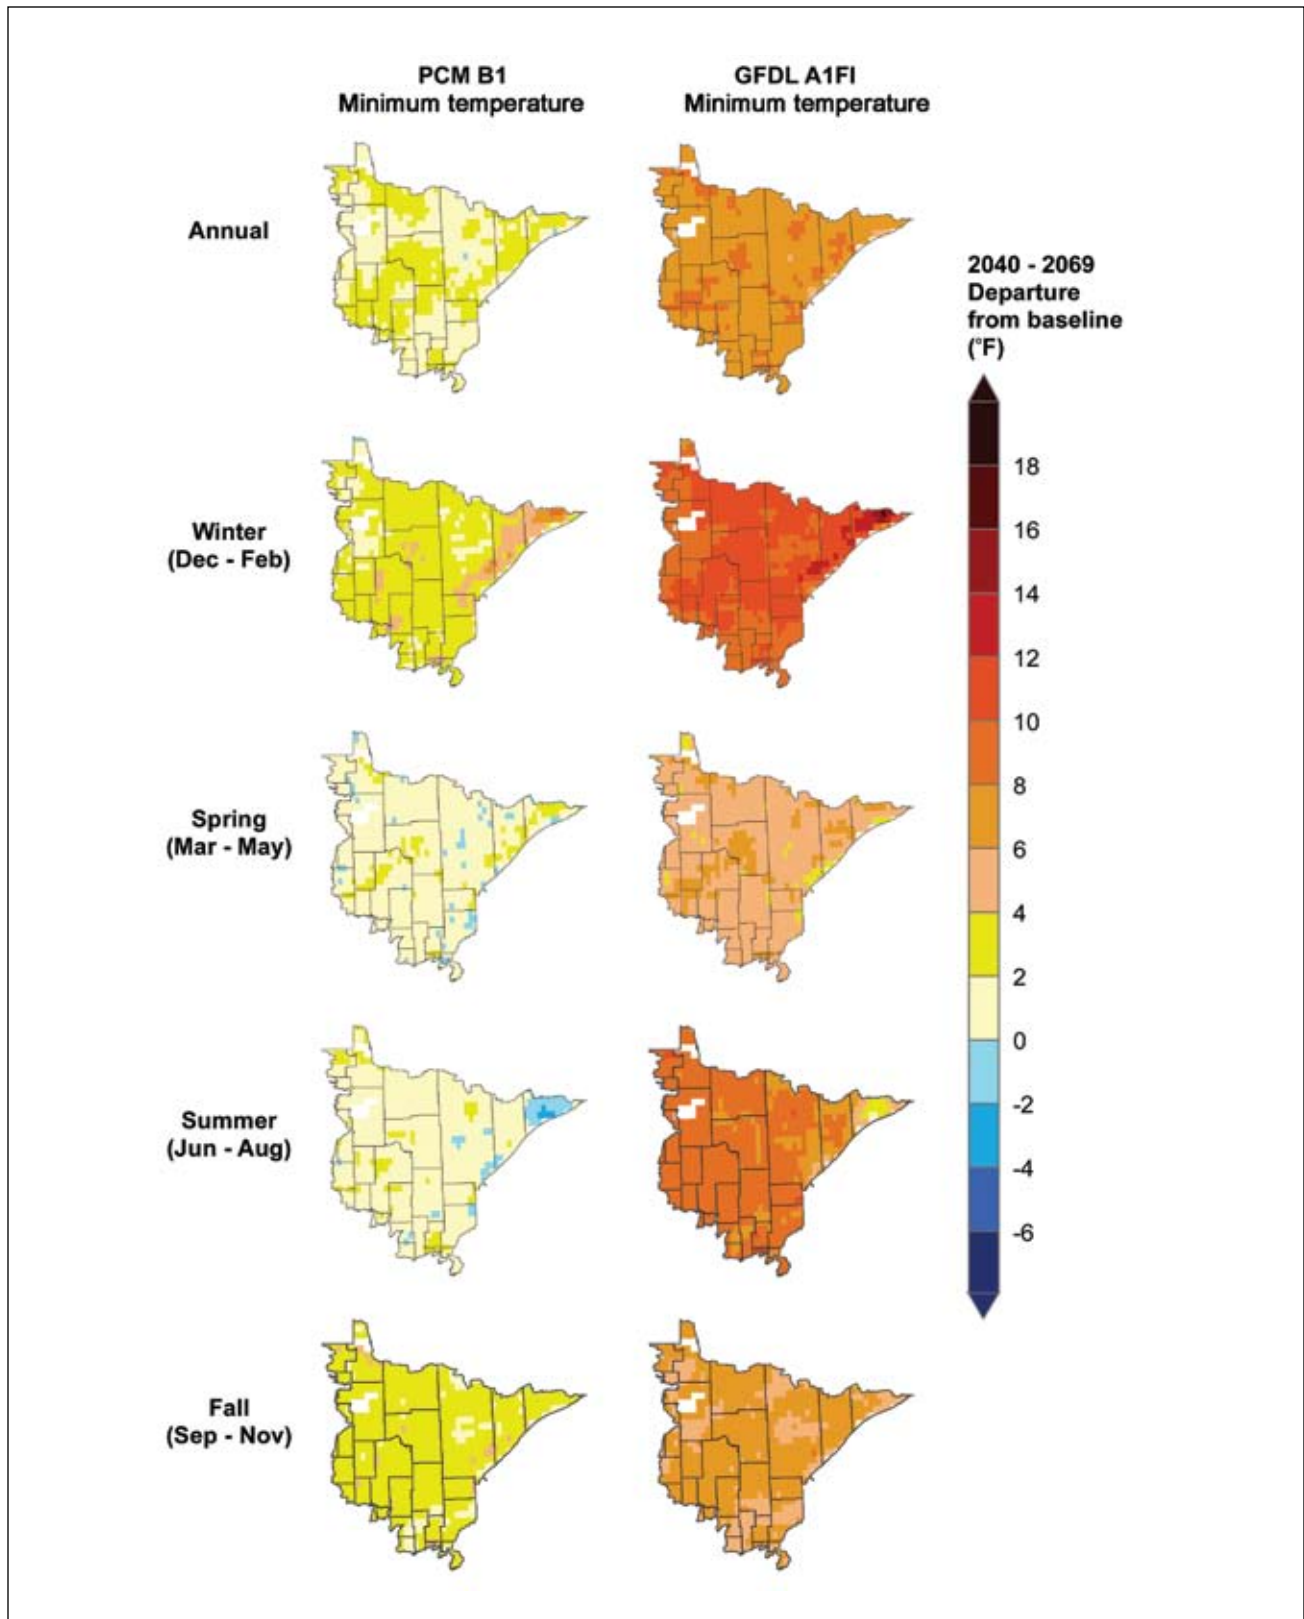 PCM B1
Minimum temperature
GFDL A1FI
Minimum temperature
Annual
2040 - 2069
Departure
from baseline
(°F)
18
16
14
12
10
8
6
4
2
0
-2
-4
-6
Winter
(Dec - Feb)
Spring
(Mar - May)
Summer
(Jun - Aug)
Fall
(Sep - Nov)